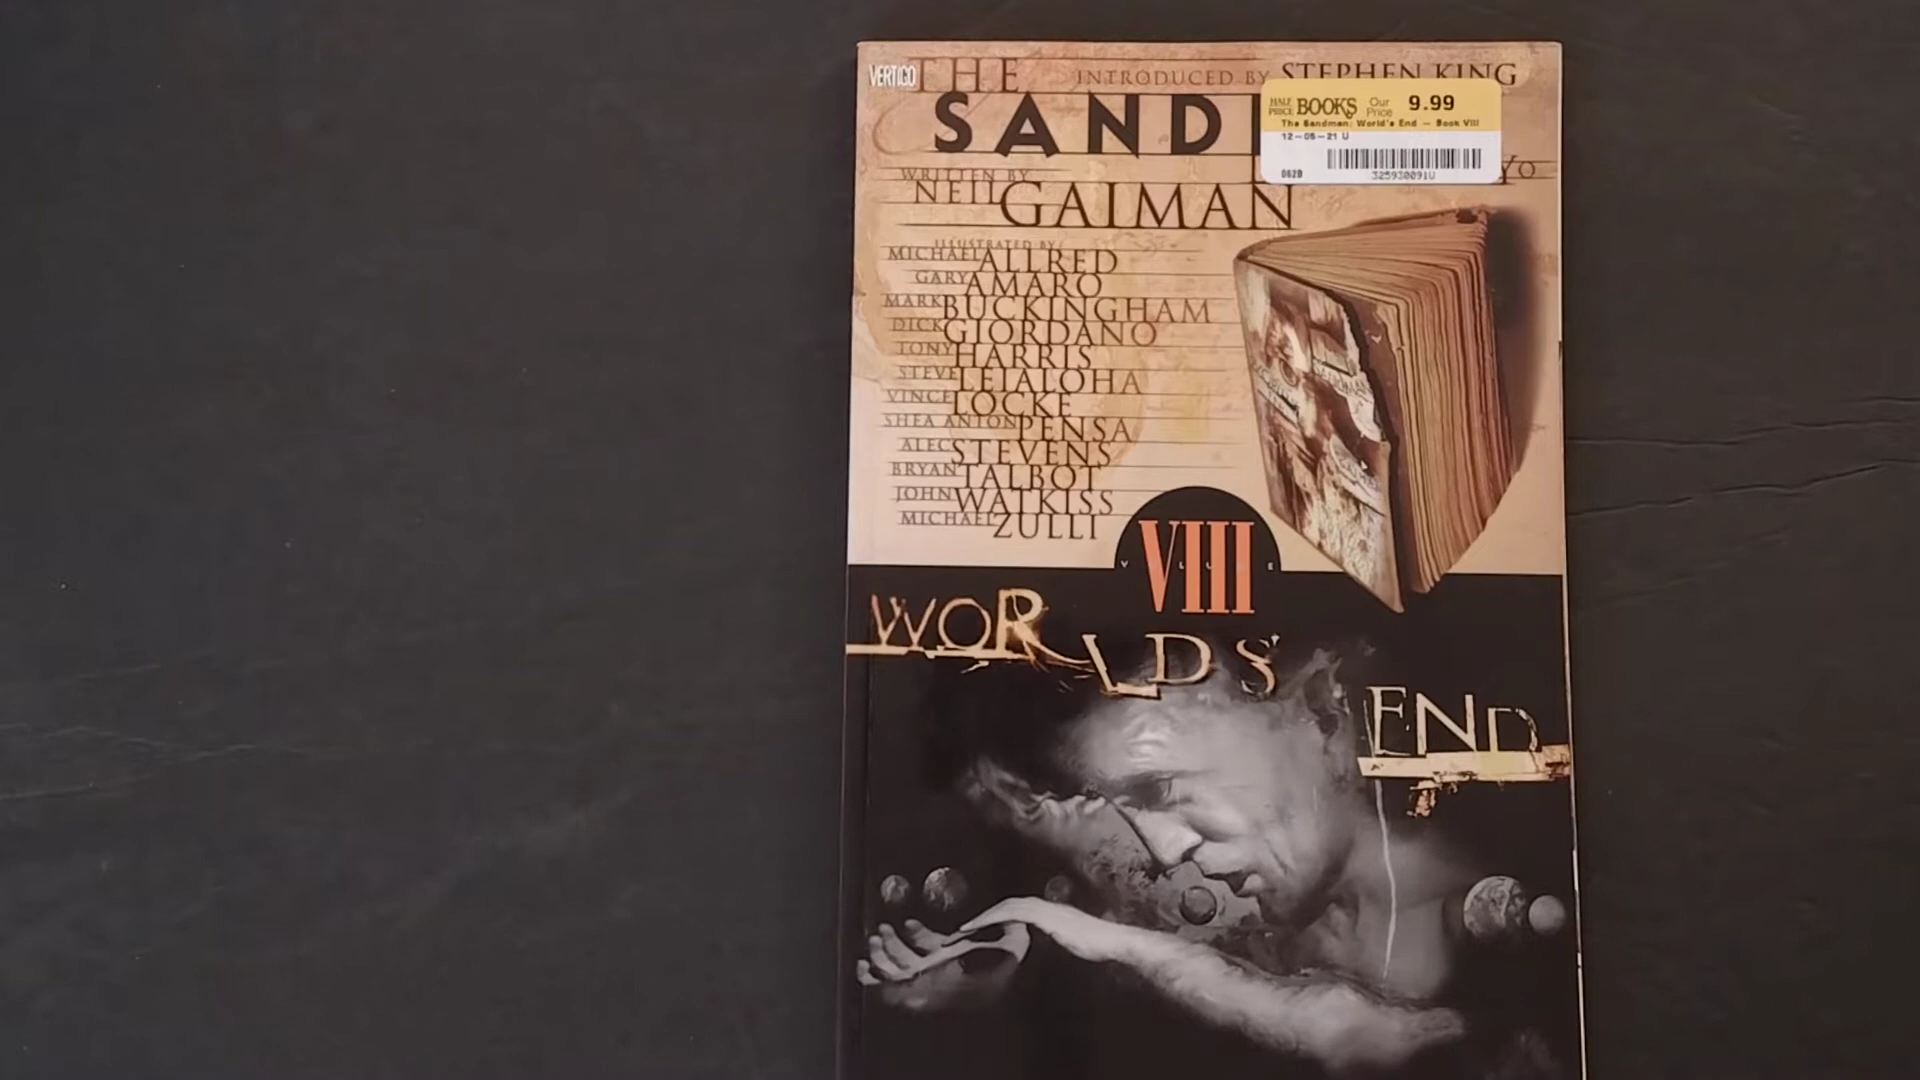 VERTIGO
THE
INTRODUCED BY STEPHEN KING
SAND
HALF PRICE BOOKS Our Price 9.99
The Sandman: World's End — Book VIII
12-05-21 U
062B
325930091U
YO
WRITTEN BY
NEIL GAIMAN
ILLUSTRATED BY
MICHAEL ALLRED
GARY AMARO
MARK BUCKINGHAM
DICK GIORDANO
TONY HARRIS
STEVE LEIALOHA
VINCE LOCKE
SHEA ANTON PENSA
ALEC STEVENS
BRYAN TALBOT
JOHN WATKISS
MICHAEL ZULLI
VIII
WORLDS'
END